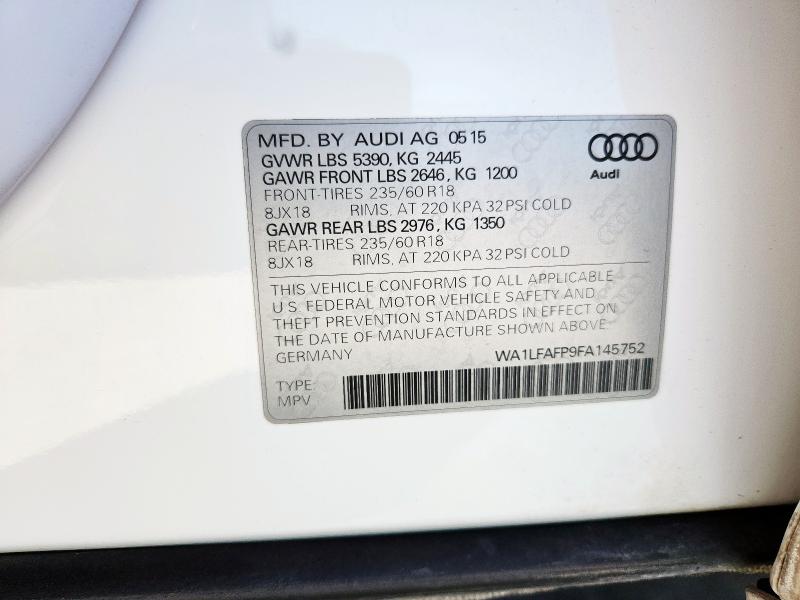 MFD. BY AUDI AG 05 15
GVWR LBS 5390, KG 2445
GAWR FRONT LBS 2646, KG 1200
FRONT-TIRES 235/60 R18
8JX18 RIMS, AT 220 KPA 32 PSI COLD
GAWR REAR LBS 2976, KG 1350
REAR-TIRES 235/60 R18
8JX18 RIMS, AT 220 KPA 32 PSI COLD
Audi
THIS VEHICLE CONFORMS TO ALL APPLICABLE
U.S. FEDERAL MOTOR VEHICLE SAFETY AND
THEFT PREVENTION STANDARDS IN EFFECT ON
THE DATE OF MANUFACTURE SHOWN ABOVE
GERMANY WA1LFAFP9FA145752
TYPE:
MPV